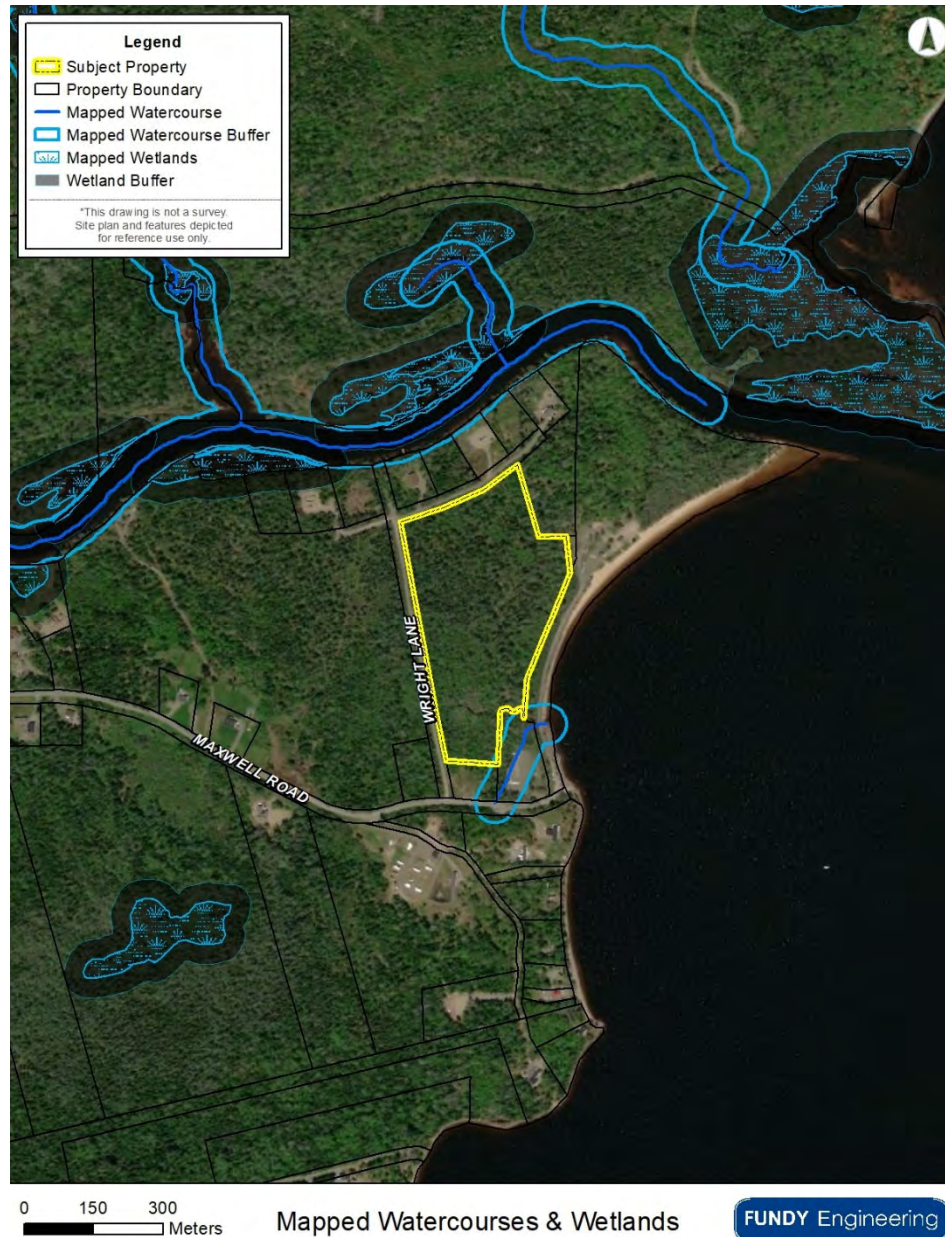 Legend
Subject Property
Property Boundary
Mapped Watercourse
Mapped Watercourse Buffer
Mapped Wetlands
Wetland Buffer
*This drawing is not a survey.
Site plan and features depicted
for reference use only.
WRIGHT LANE
MAXWELL ROAD
0 150 300
Meters
Mapped Watercourses & Wetlands
FUNDY Engineering